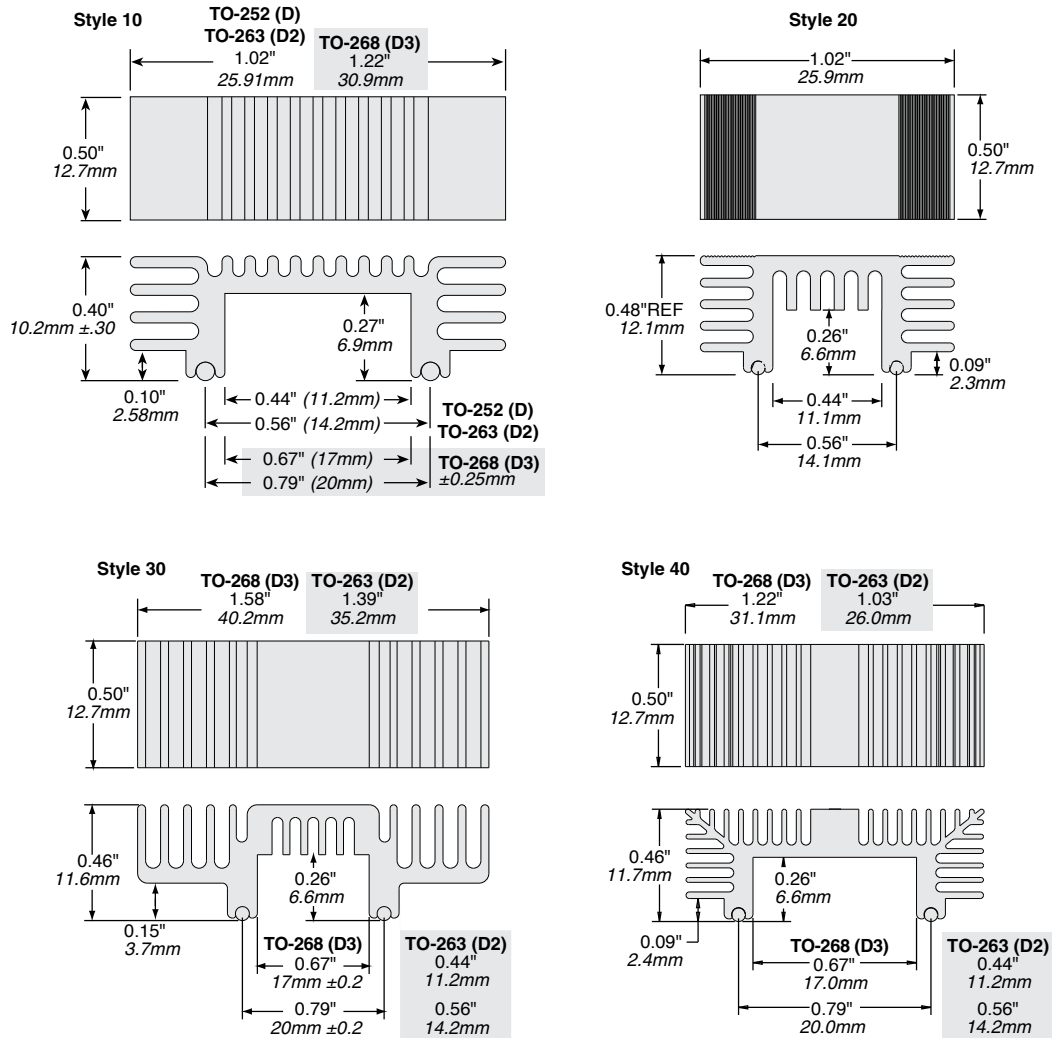 Style 10
TO-252 (D)
TO-263 (D2)
1.02"
25.91mm
TO-268 (D3)
1.22"
30.9mm
0.50"
12.7mm
0.40"
10.2mm ±.30
0.27"
6.9mm
0.10"
2.58mm
0.44" (11.2mm)
0.56" (14.2mm)
TO-252 (D)
TO-263 (D2)
0.67" (17mm)
0.79" (20mm)
TO-268 (D3)
±0.25mm
Style 20
1.02"
25.9mm
0.50"
12.7mm
0.48"REF
12.1mm
0.26"
6.6mm
0.09"
2.3mm
0.44"
11.1mm
0.56"
14.1mm
Style 30
TO-268 (D3)
1.58"
40.2mm
TO-263 (D2)
1.39"
35.2mm
0.50"
12.7mm
0.46"
11.6mm
0.26"
6.6mm
0.15"
3.7mm
TO-268 (D3)
0.67"
17mm ±0.2
0.79"
20mm ±0.2
TO-263 (D2)
0.44"
11.2mm
0.56"
14.2mm
Style 40
TO-268 (D3)
1.22"
31.1mm
TO-263 (D2)
1.03"
26.0mm
0.50"
12.7mm
0.46"
11.7mm
0.26"
6.6mm
0.09"
2.4mm
TO-268 (D3)
0.67"
17.0mm
0.79"
20.0mm
TO-263 (D2)
0.44"
11.2mm
0.56"
14.2mm